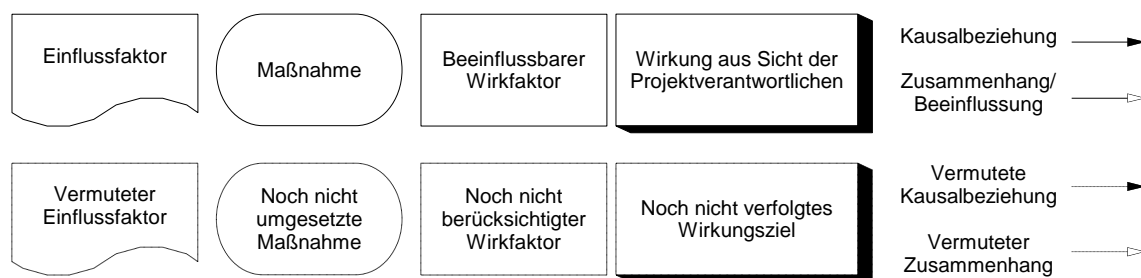 Einflussfaktor
Maßnahme
Beeinflussbarer
Wirkfaktor
Wirkung aus Sicht der
Projektverantwortlichen
Kausalbeziehung
Zusammenhang/
Beeinflussung
Vermuteter
Einflussfaktor
Noch nicht
umgesetzte
Maßnahme
Noch nicht
berücksichtigter
Wirkfaktor
Noch nicht verfolgtes
Wirkungsziel
Vermutete
Kausalbeziehung
Vermuteter
Zusammenhang